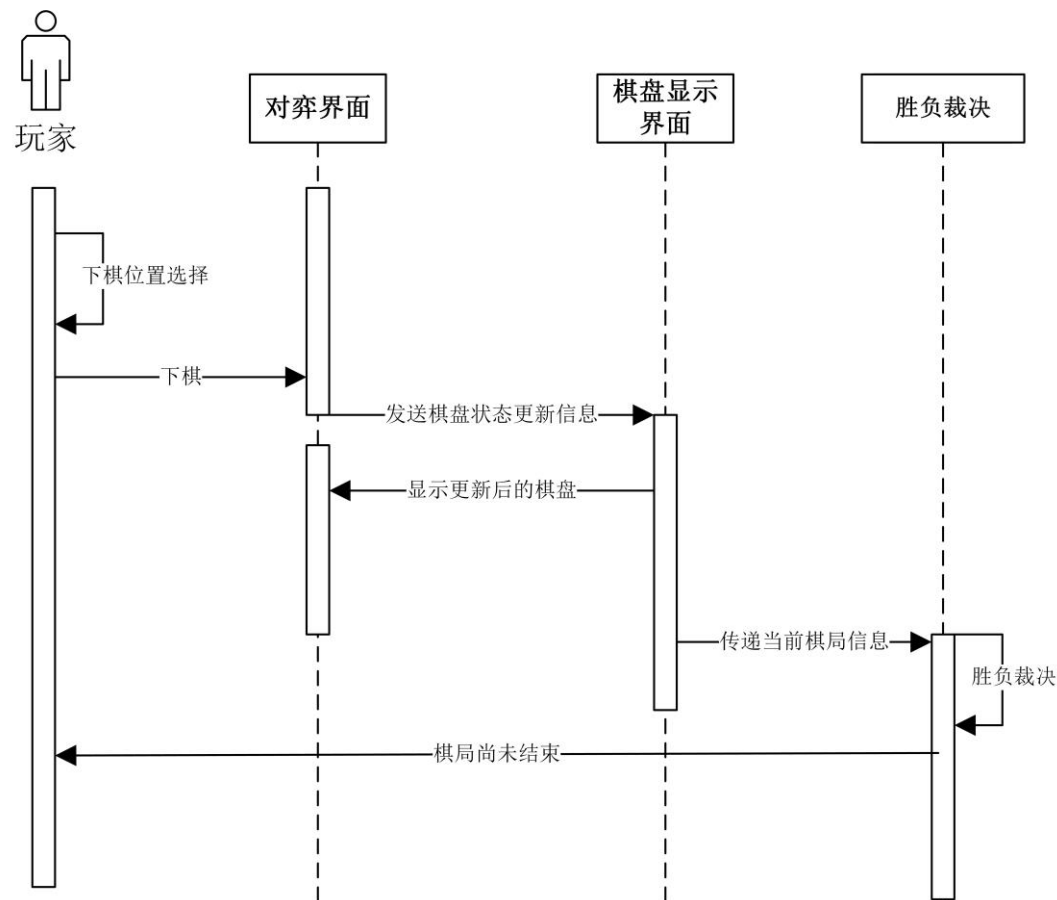 玩家
对弈界面
棋盘显示
界面
胜负裁决
下棋位置选择
下棋
发送棋盘状态更新信息
显示更新后的棋盘
传递当前棋局信息
胜负裁决
棋局尚未结束